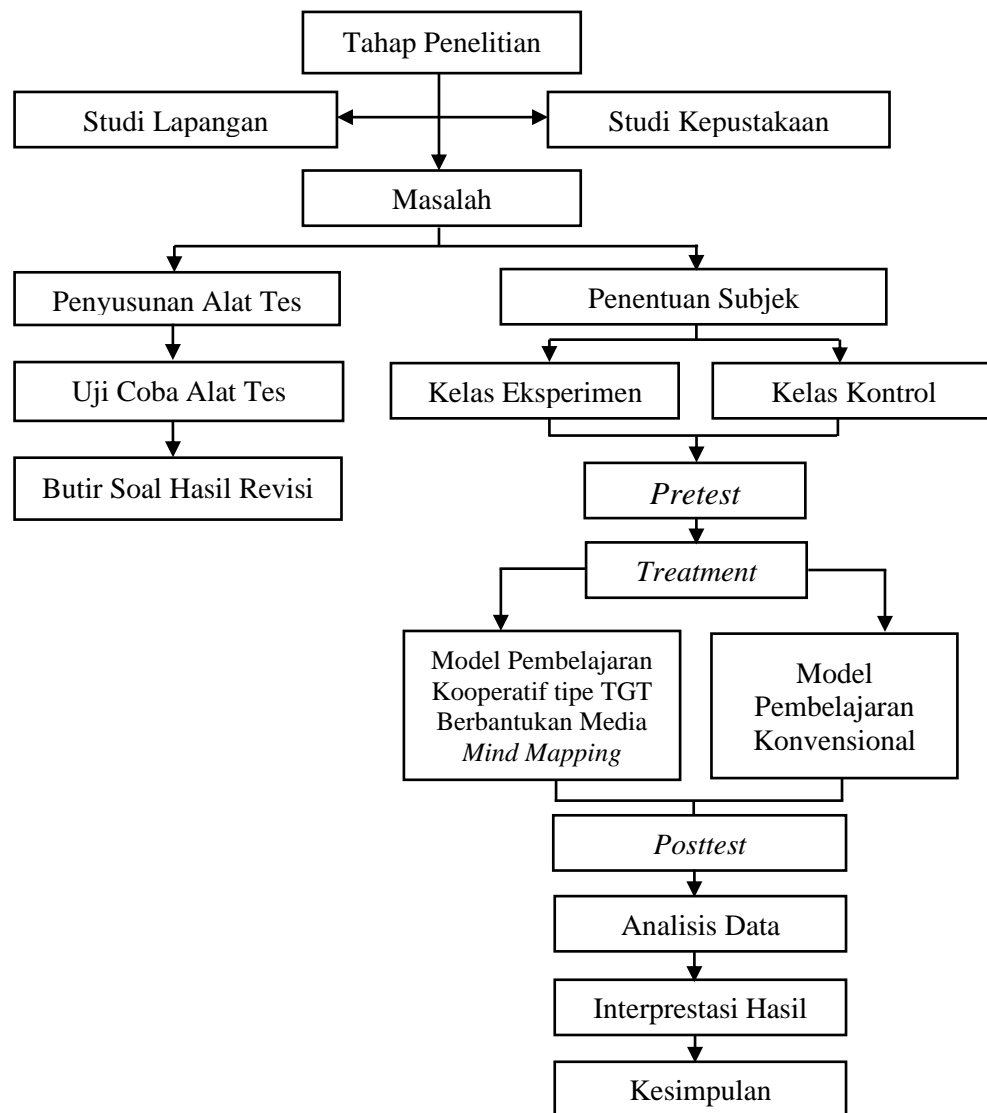 Tahap Penelitian
Studi Lapangan
Studi Kepustakaan
Masalah
Penyusunan Alat Tes
Penentuan Subjek
Uji Coba Alat Tes
Kelas Eksperimen
Kelas Kontrol
Butir Soal Hasil Revisi
Pretest
Treatment
Model Pembelajaran
Kooperatif tipe TGT
Berbantukan Media
Mind Mapping
Model
Pembelajaran
Konvensional
Posttest
Analisis Data
Interprestasi Hasil
Kesimpulan